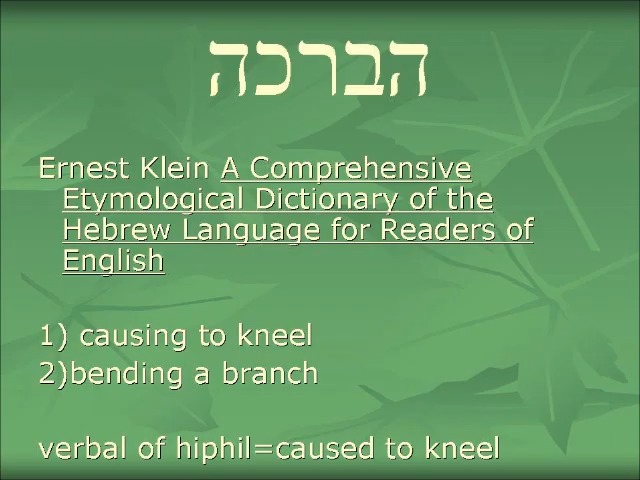 הברכה
Ernest Klein A Comprehensive
Etymological Dictionary of the
Hebrew Language for Readers of
English
1) causing to kneel
2)bending a branch
verbal of hiphil=caused to kneel